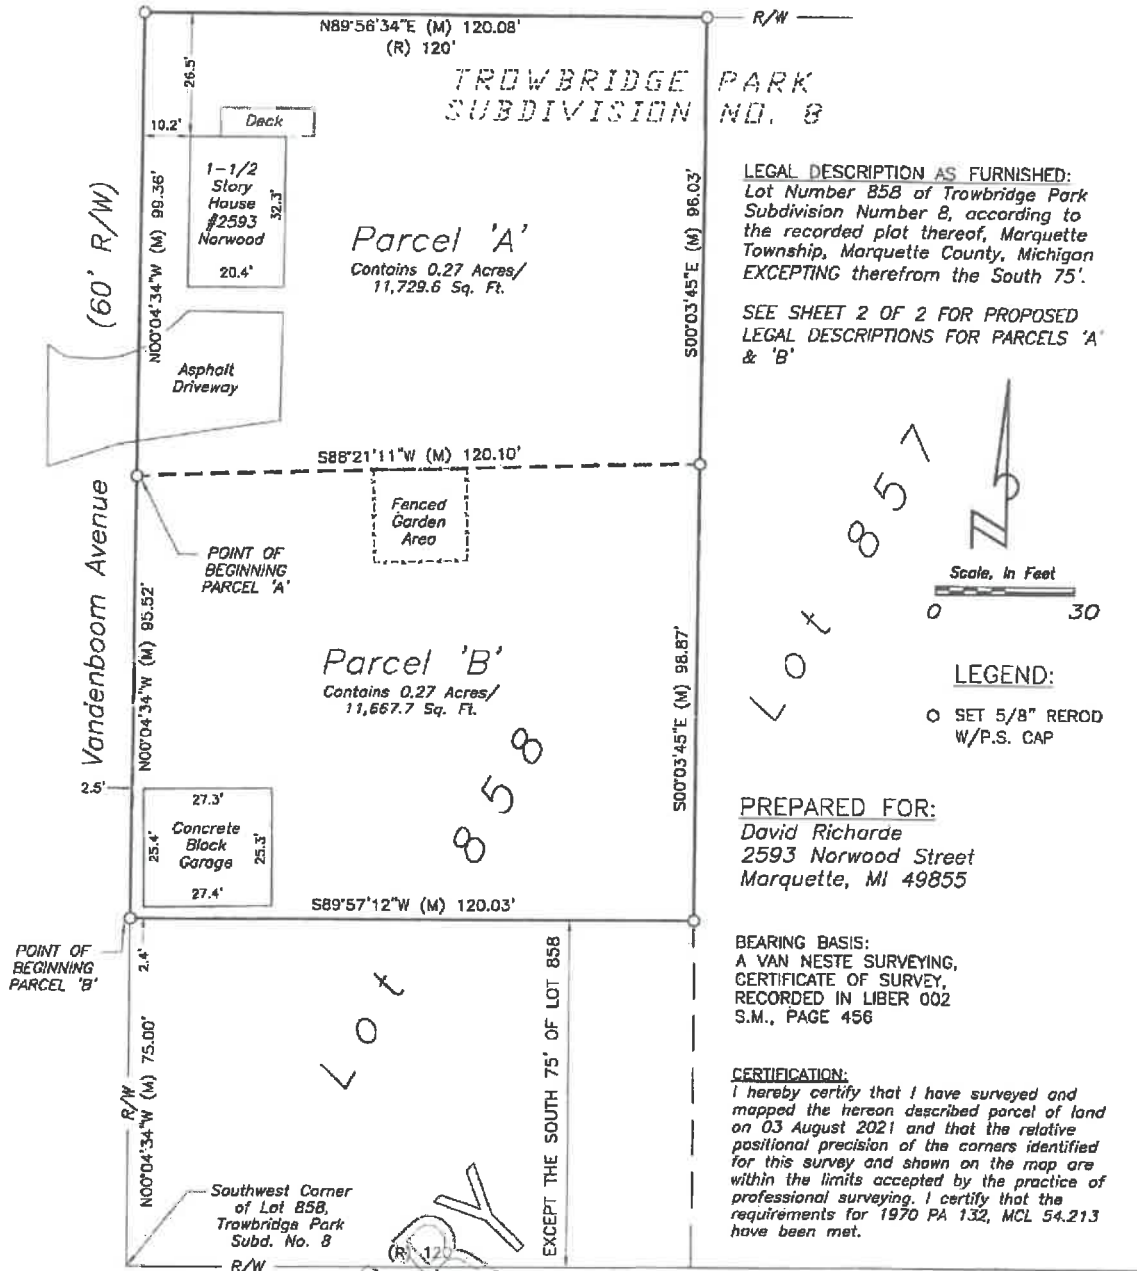 N89°56'34"E (M) 120.08'
(R) 120'
R/W
TROWBRIDGE PARK
SUBDIVISION NO. 8
26.5'
10.2'
Deck
1-1/2
Story
House
#2593
Norwood
32.3'
20.4'
(60' R/W)
N00°04'34"W (M) 99.36'
Parcel 'A'
Contains 0.27 Acres/
11,729.6 Sq. Ft.
S00°03'45"E (M) 96.03'
LEGAL DESCRIPTION AS FURNISHED:
Lot Number 858 of Trowbridge Park
Subdivision Number 8, according to
the recorded plat thereof, Marquette
Township, Marquette County, Michigan
EXCEPTING therefrom the South 75'.
SEE SHEET 2 OF 2 FOR PROPOSED
LEGAL DESCRIPTIONS FOR PARCELS 'A'
& 'B'
Asphalt
Driveway
S88°21'11"W (M) 120.10'
Fenced
Garden
Area
Lot 857
N
Scale, In Feet
0 30
POINT OF
BEGINNING
PARCEL 'A'
Vandenboom Avenue
N00°04'34"W (M) 95.52'
Parcel 'B'
Contains 0.27 Acres/
11,667.7 Sq. Ft.
S00°03'45"E (M) 98.87'
LEGEND:
SET 5/8" REROD
W/P.S. CAP
2.5'
27.3'
Concrete
Block
Garage
25.4'
25.3'
27.4'
PREPARED FOR:
David Richarde
2593 Norwood Street
Marquette, MI 49855
S89°57'12"W (M) 120.03'
POINT OF
BEGINNING
PARCEL 'B'
2.4'
Lot 858
EXCEPT THE SOUTH 75' OF LOT 858
BEARING BASIS:
A VAN NESTE SURVEYING,
CERTIFICATE OF SURVEY,
RECORDED IN LIBER 002
S.M., PAGE 456
N00°04'34"W (M) 75.00'
R/W
CERTIFICATION:
I hereby certify that I have surveyed and
mapped the hereon described parcel of land
on 03 August 2021 and that the relative
positional precision of the corners identified
for this survey and shown on the map are
within the limits accepted by the practice of
professional surveying. I certify that the
requirements for 1970 PA 132, MCL 54.213
have been met.
Southwest Corner
of Lot 858,
Trowbridge Park
Subd. No. 8
(R) 120
R/W